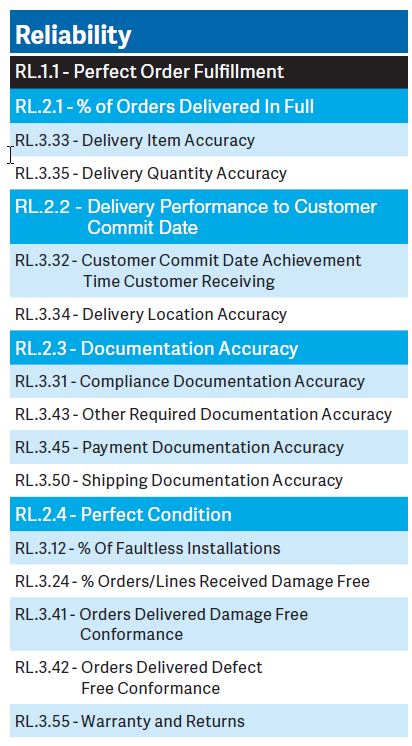 Reliability
RL.1.1 - Perfect Order Fulfillment
RL.2.1 - % of Orders Delivered In Full
RL.3.33 - Delivery Item Accuracy
RL.3.35 - Delivery Quantity Accuracy
RL.2.2 - Delivery Performance to Customer
Commit Date
RL.3.32 - Customer Commit Date Achievement
Time Customer Receiving
RL.3.34 - Delivery Location Accuracy
RL.2.3 - Documentation Accuracy
RL.3.31 - Compliance Documentation Accuracy
RL.3.43 - Other Required Documentation Accuracy
RL.3.45 - Payment Documentation Accuracy
RL.3.50 - Shipping Documentation Accuracy
RL.2.4 - Perfect Condition
RL.3.12 - % Of Faultless Installations
RL.3.24 - % Orders/Lines Received Damage Free
RL.3.41 - Orders Delivered Damage Free
Conformance
RL.3.42 - Orders Delivered Defect
Free Conformance
RL.3.55 - Warranty and Returns